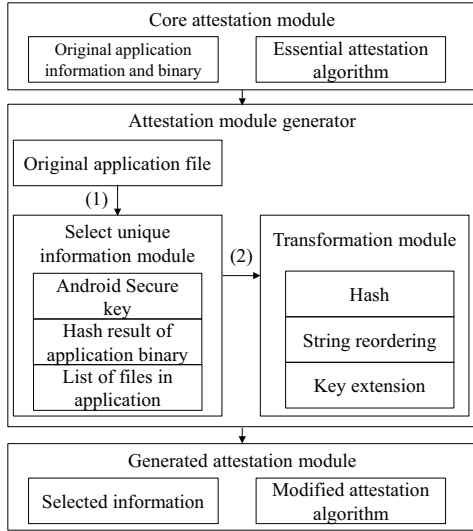 Core attestation module
Original application
information and binary
Essential attestation
algorithm
Attestation module generator
Original application file
(1)
Select unique
information module
Android Secure
key
Hash result of
application binary
List of files in
application
(2)
Transformation module
Hash
String reordering
Key extension
Generated attestation module
Selected information
Modified attestation
algorithm